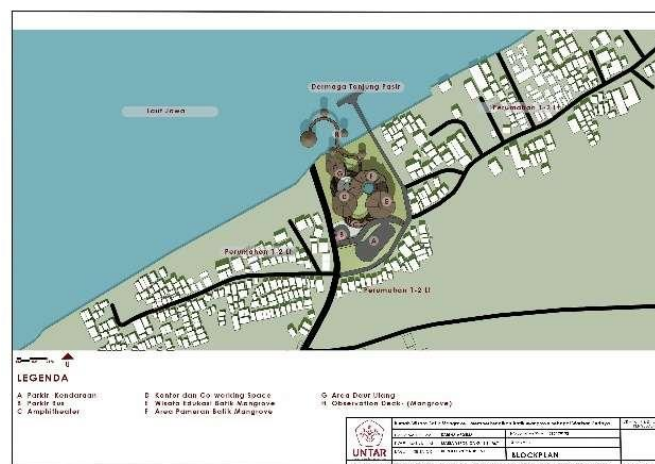 Dermaga Tanjung Pasir
Laut Jawa
Perumahan 1-2 Lt
Perumahan 1-2 Lt
Perumahan 1-2 Lt
U
LEGENDA
A Parkir Kendaraan
B Parkir Bus
C Amphitheater
D Kantor dan Co-working Space
E Wisata Edukasi Batik Mangrove
F Area Pameran Batik Mangrove
G Area Daur Ulang
H Observation Deck (Mangrove)
UNTAR
BLOCKPLAN